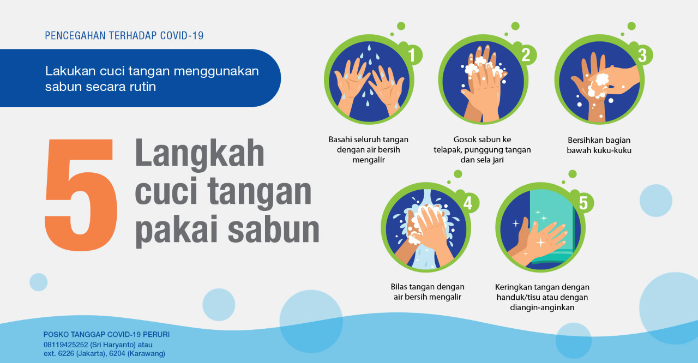 PENCEGAHAN TERHADAP COVID-19
Lakukan cuci tangan menggunakan
sabun secara rutin
5
Langkah
cuci tangan
pakai sabun
1
Basahi seluruh tangan
dengan air bersih
mengalir
2
Gosok sabun ke
telapak, punggung tangan
dan sela jari
3
Bersihkan bagian
bawah kuku-kuku
4
Bilas tangan dengan
air bersih mengalir
5
Keringkan tangan dengan
handuk/tisu atau dengan
diangin-anginkan
POSKO TANGGAP COVID-19 PERURI
08119425252 (Sri Haryanto) atau
ext. 6226 (Jakarta), 6204 (Karawang)